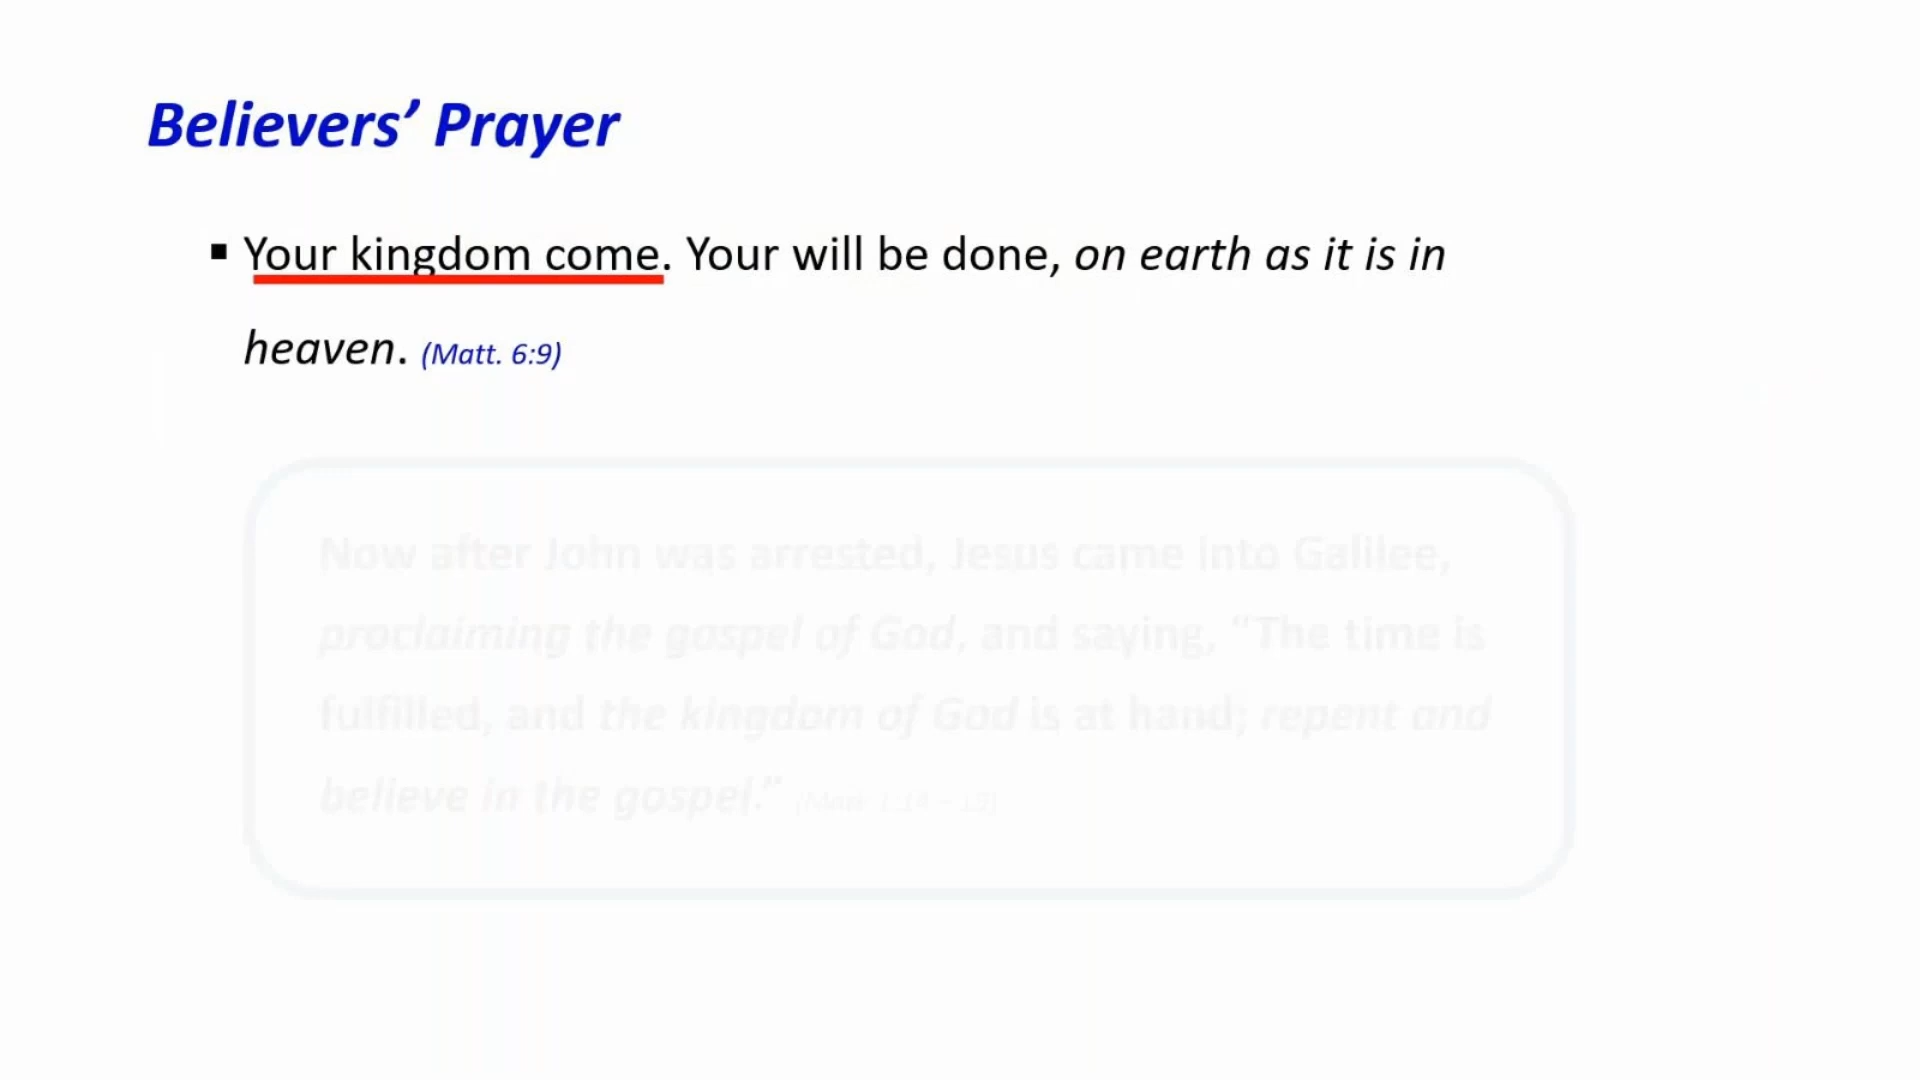 Believers’ Prayer
▪ Your kingdom come. Your will be done, on earth as it is in
heaven. (Matt. 6:9)
Now after John was arrested, Jesus came into Galilee,
proclaiming the gospel of God, and saying, “The time is
fulfilled, and the kingdom of God is at hand; repent and
believe in the gospel.”